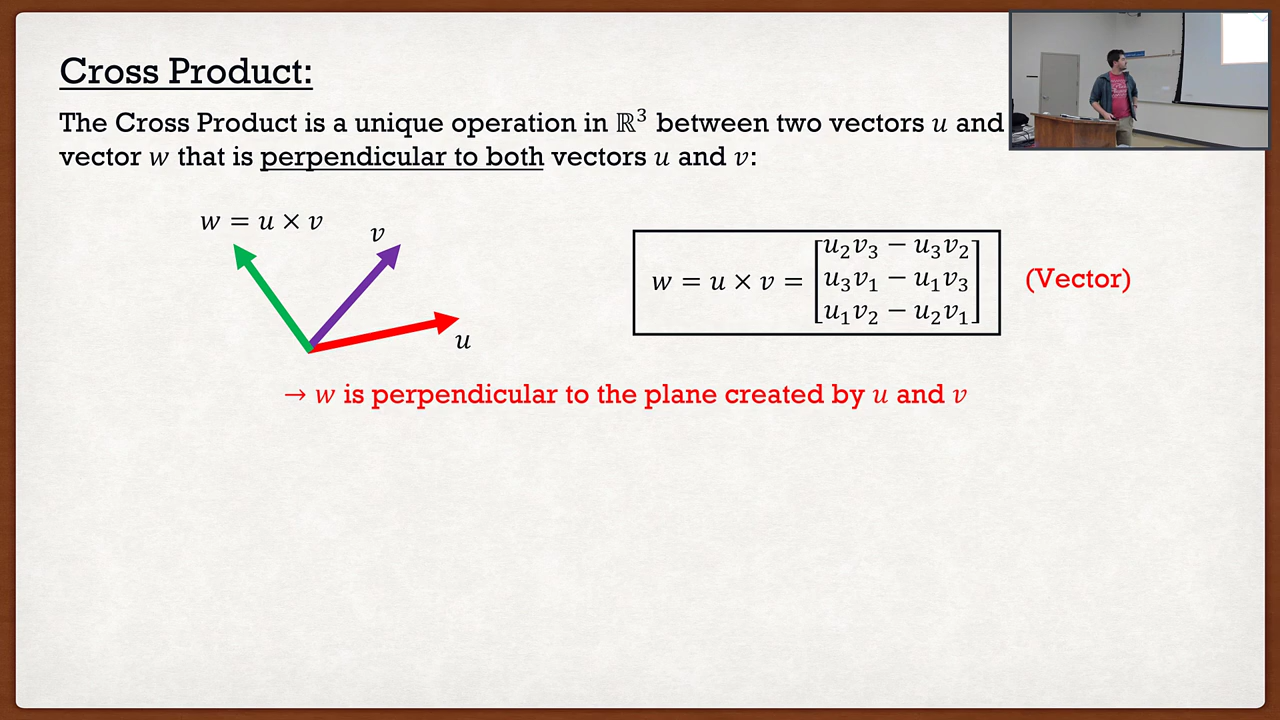 Cross Product:
The Cross Product is a unique operation in ℝ³ between two vectors u and
vector w that is perpendicular to both vectors u and v:
w = u × v
v
u
w = u × v = [u₂v₃ − u₃v₂
u₃v₁ − u₁v₃
u₁v₂ − u₂v₁]
(Vector)
→ w is perpendicular to the plane created by u and v